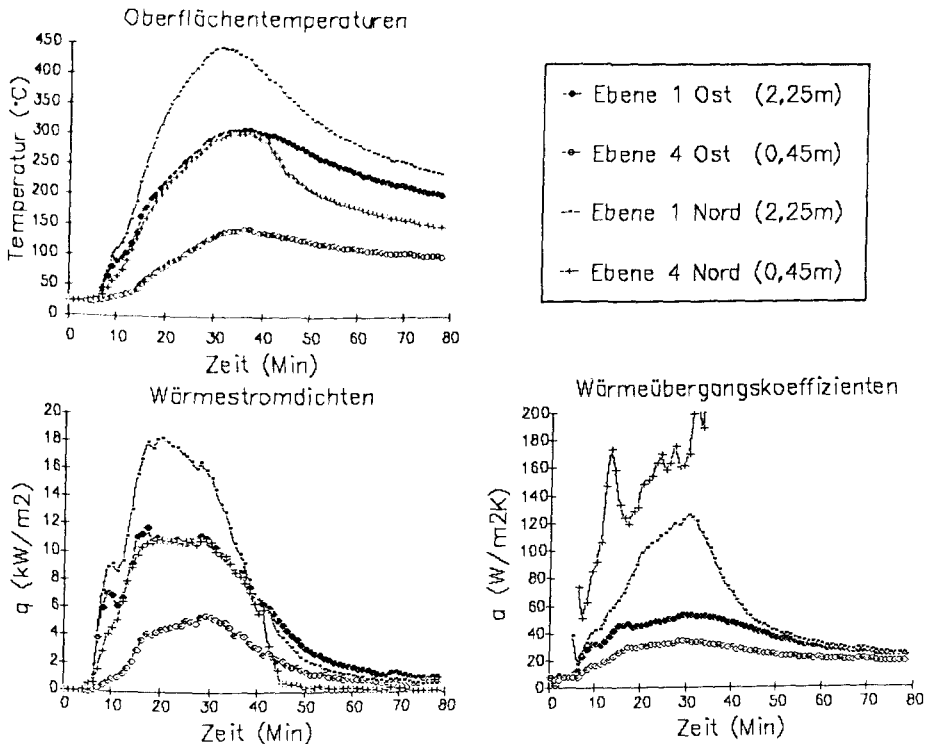 Oberflächentemperaturen
450
400
350
300
250
200
150
100
50
0
Temperatur (°C)
0 10 20 30 40 50 60 70 80
Zeit (Min)
Ebene 1 Ost (2,25m)
Ebene 4 Ost (0,45m)
Ebene 1 Nord (2,25m)
Ebene 4 Nord (0,45m)
Wärmestromdichten
18
16
14
12
10
8
6
4
2
0
q (kW/m2)
0 10 20 30 40 50 60 70 80
Zeit (Min)
Wärmeübergangskoeffizienten
200
180
160
140
120
100
80
60
40
20
0
α (W/m2K)
0 10 20 30 40 50 60 70 80
Zeit (Min)